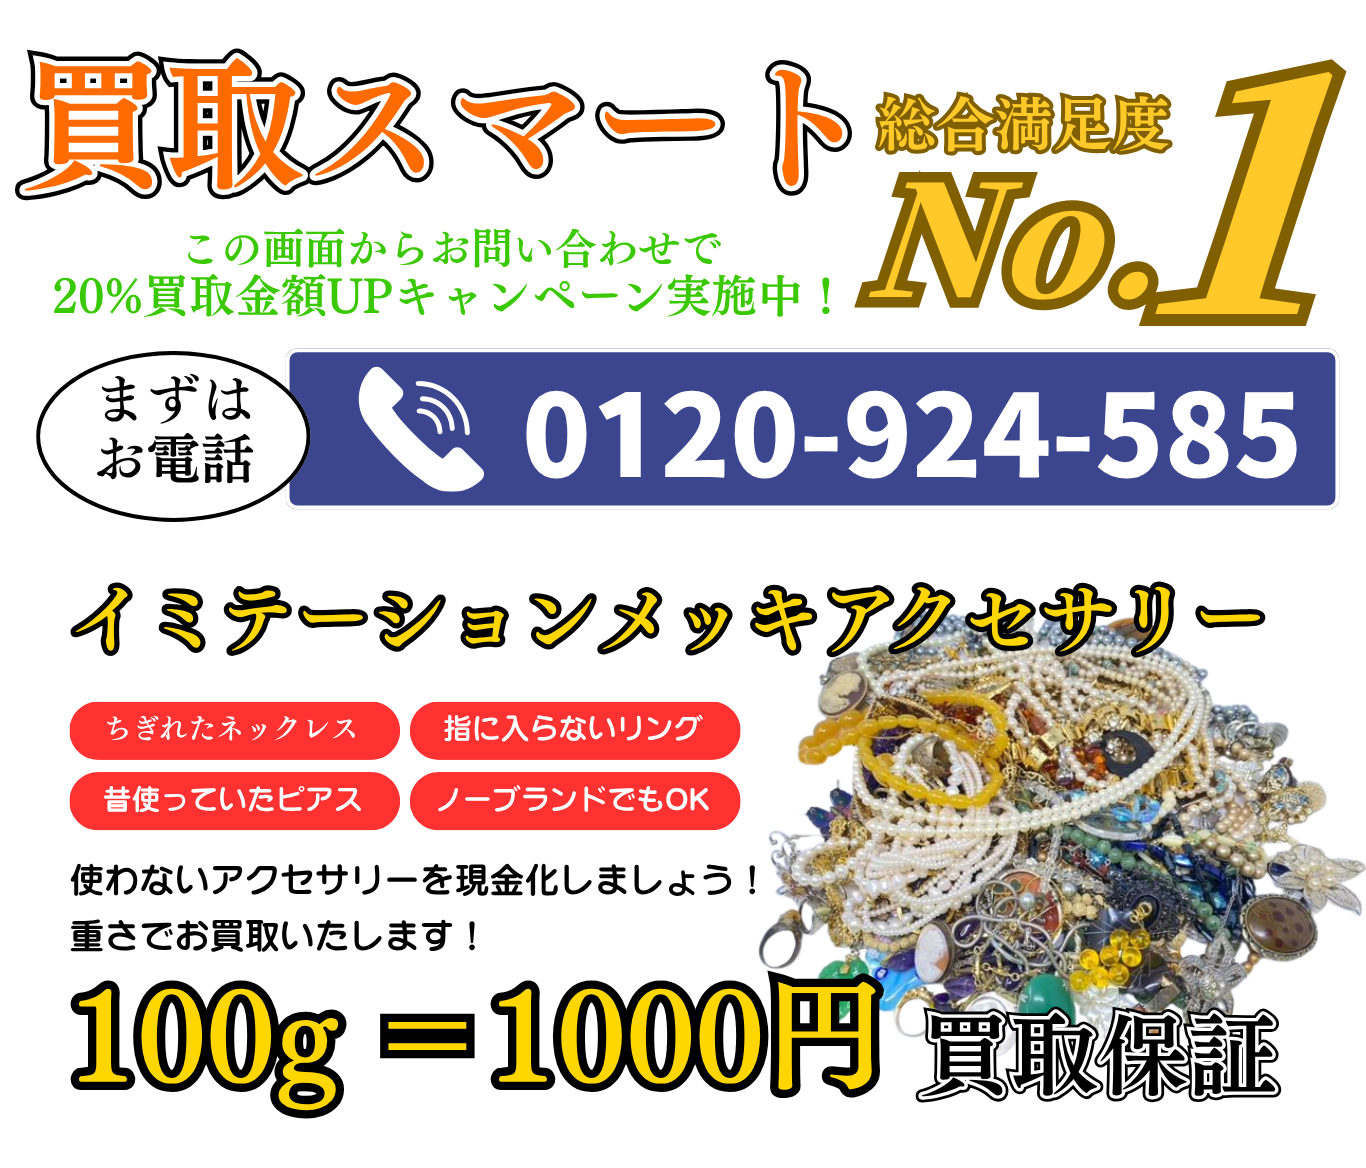 買取スマート
総合満足度
No.1
この画面からお問い合わせで
20%買取金額UPキャンペーン実施中！
まずは
お電話
0120-924-585
イミテーションメッキアクセサリー
ちぎれたネックレス
指に入らないリング
昔使っていたピアス
ノーブランドでもOK
使わないアクセサリーを現金化しましょう！
重さでお買取いたします！
100g＝1000円 買取保証